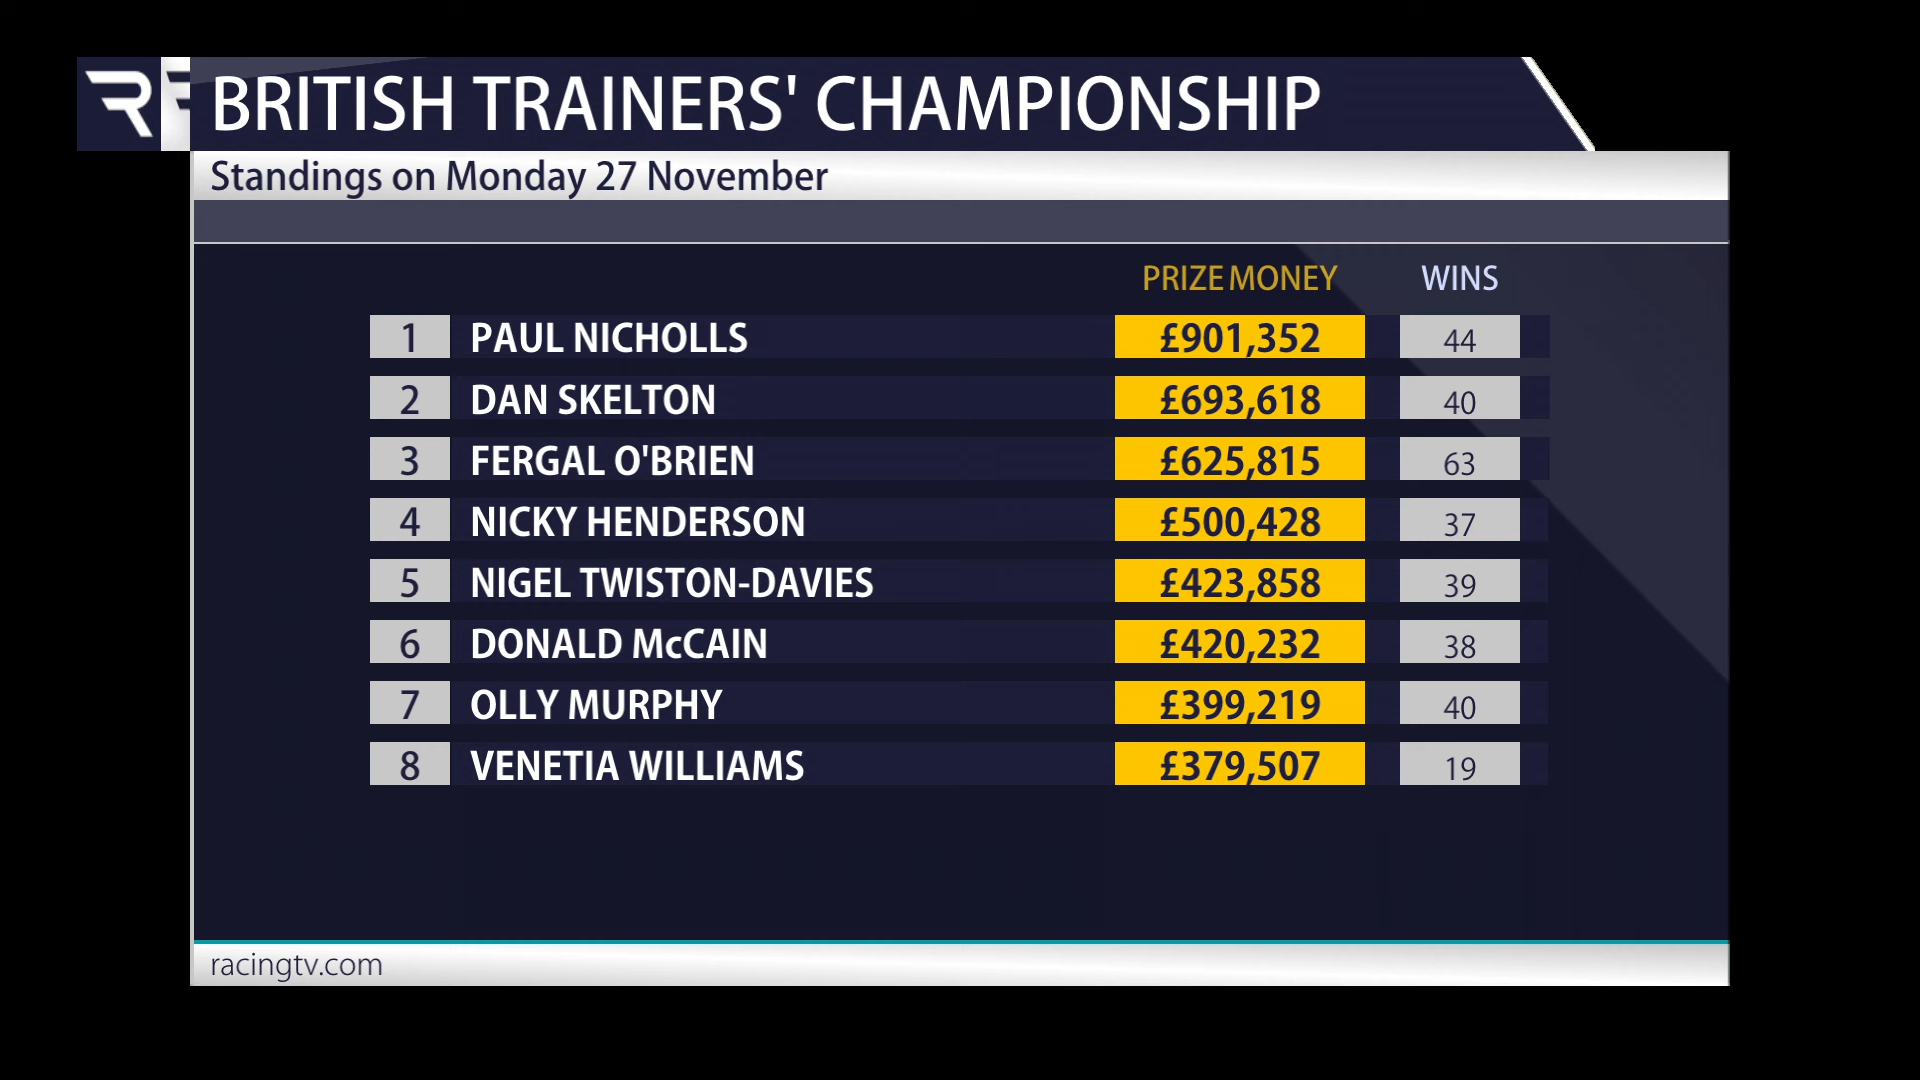 BRITISH TRAINERS' CHAMPIONSHIP
Standings on Monday 27 November
PRIZE MONEY WINS
1 PAUL NICHOLLS £901,352 44
2 DAN SKELTON £693,618 40
3 FERGAL O'BRIEN £625,815 63
4 NICKY HENDERSON £500,428 37
5 NIGEL TWISTON-DAVIES £423,858 39
6 DONALD McCAIN £420,232 38
7 OLLY MURPHY £399,219 40
8 VENETIA WILLIAMS £379,507 19
racingtv.com